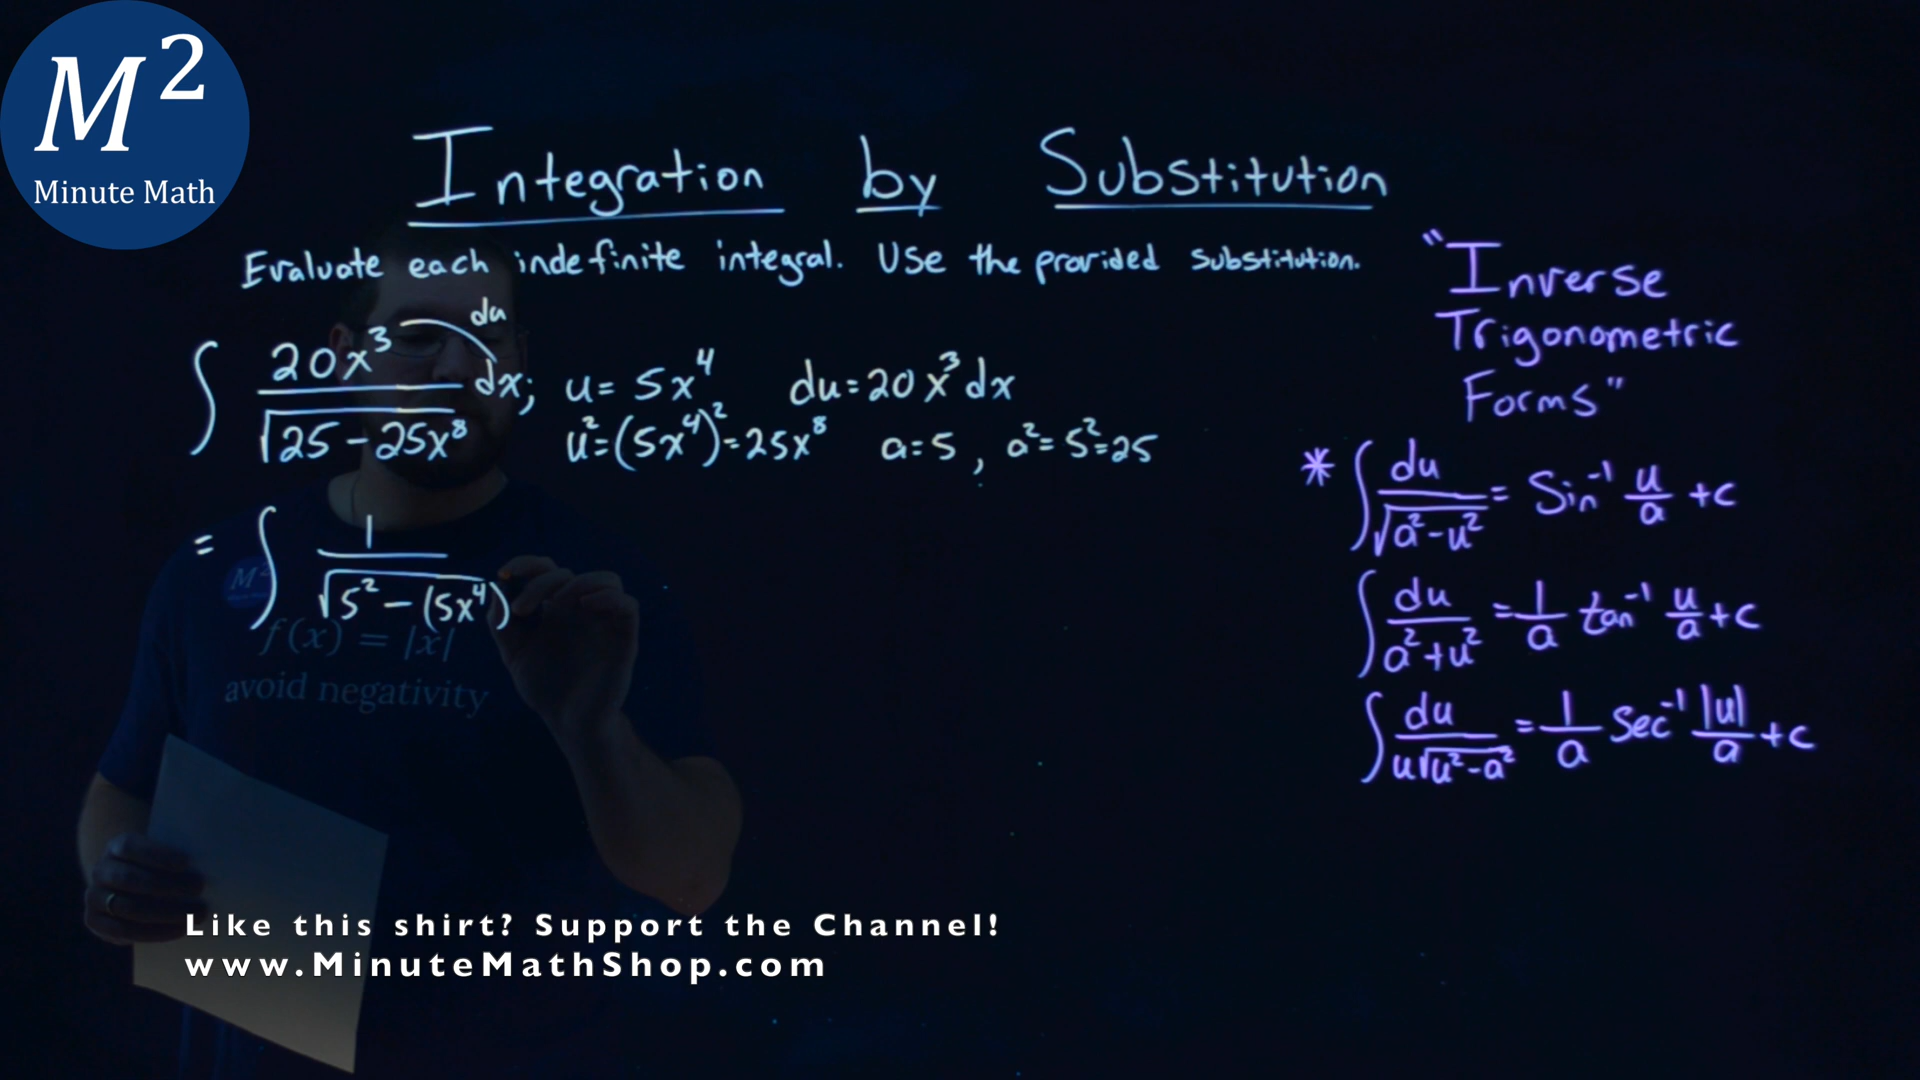 M²
Minute Math
Integration by Substitution
Evaluate each indefinite integral. Use the provided substitution.
∫ 20x³ / √(25 - 25x⁸) dx; du u = 5x⁴ du = 20x³dx
u² = (5x⁴)² = 25x⁸ a = 5, a² = 5² = 25
= ∫ 1 / √(5² - (5x⁴)
"Inverse
Trigonometric
Forms"
* ∫ du / √(a² - u²) = Sin⁻¹ u/a + c
∫ du / (a² + u²) = 1/a tan⁻¹ u/a + c
∫ du / (u√(u² - a²)) = 1/a Sec⁻¹ |u|/a + c
M²
f(x) = |x|
avoid negativity
Like this shirt? Support the Channel!
www.MinuteMathShop.com